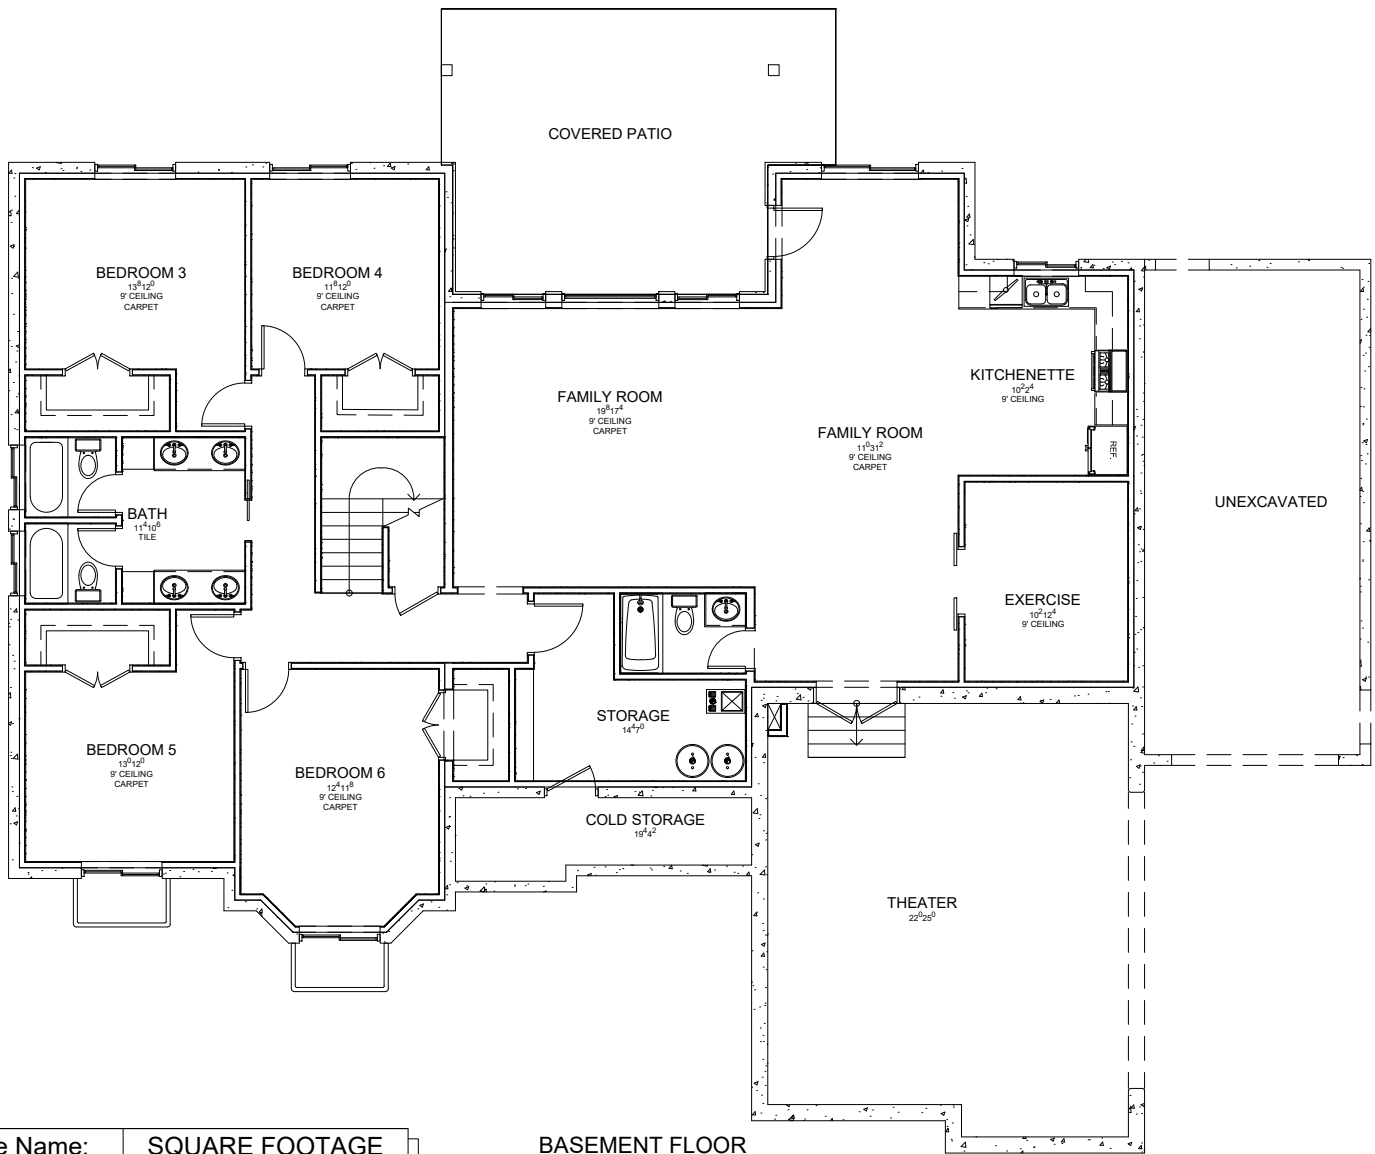 COVERED PATIO
BEDROOM 3
13⁸12⁰
9' CEILING
CARPET
BEDROOM 4
11⁸12⁰
9' CEILING
CARPET
FAMILY ROOM
19⁸17⁴
9' CEILING
CARPET
KITCHENETTE
10²2⁴
9' CEILING
FAMILY ROOM
11⁰31²
9' CEILING
CARPET
REF.
UNEXCAVATED
BATH
11⁴10⁶
TILE
EXERCISE
10²12⁴
9' CEILING
STORAGE
14⁴7⁰
BEDROOM 5
13⁰12⁰
9' CEILING
CARPET
BEDROOM 6
12⁴11⁸
9' CEILING
CARPET
COLD STORAGE
19⁴4²
THEATER
22⁰25⁰
e Name:
SQUARE FOOTAGE
BASEMENT FLOOR